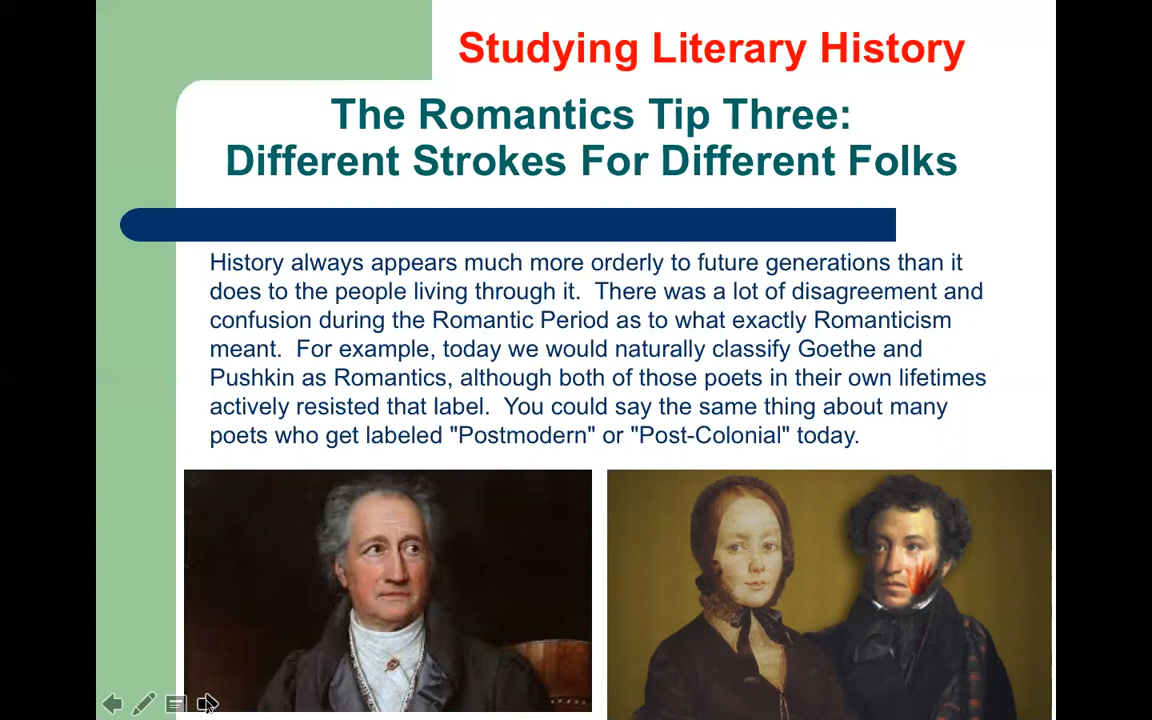 Studying Literary History
The Romantics Tip Three:
Different Strokes For Different Folks
History always appears much more orderly to future generations than it
does to the people living through it.  There was a lot of disagreement and
confusion during the Romantic Period as to what exactly Romanticism
meant.  For example, today we would naturally classify Goethe and
Pushkin as Romantics, although both of those poets in their own lifetimes
actively resisted that label.  You could say the same thing about many
poets who get labeled "Postmodern" or "Post-Colonial" today.